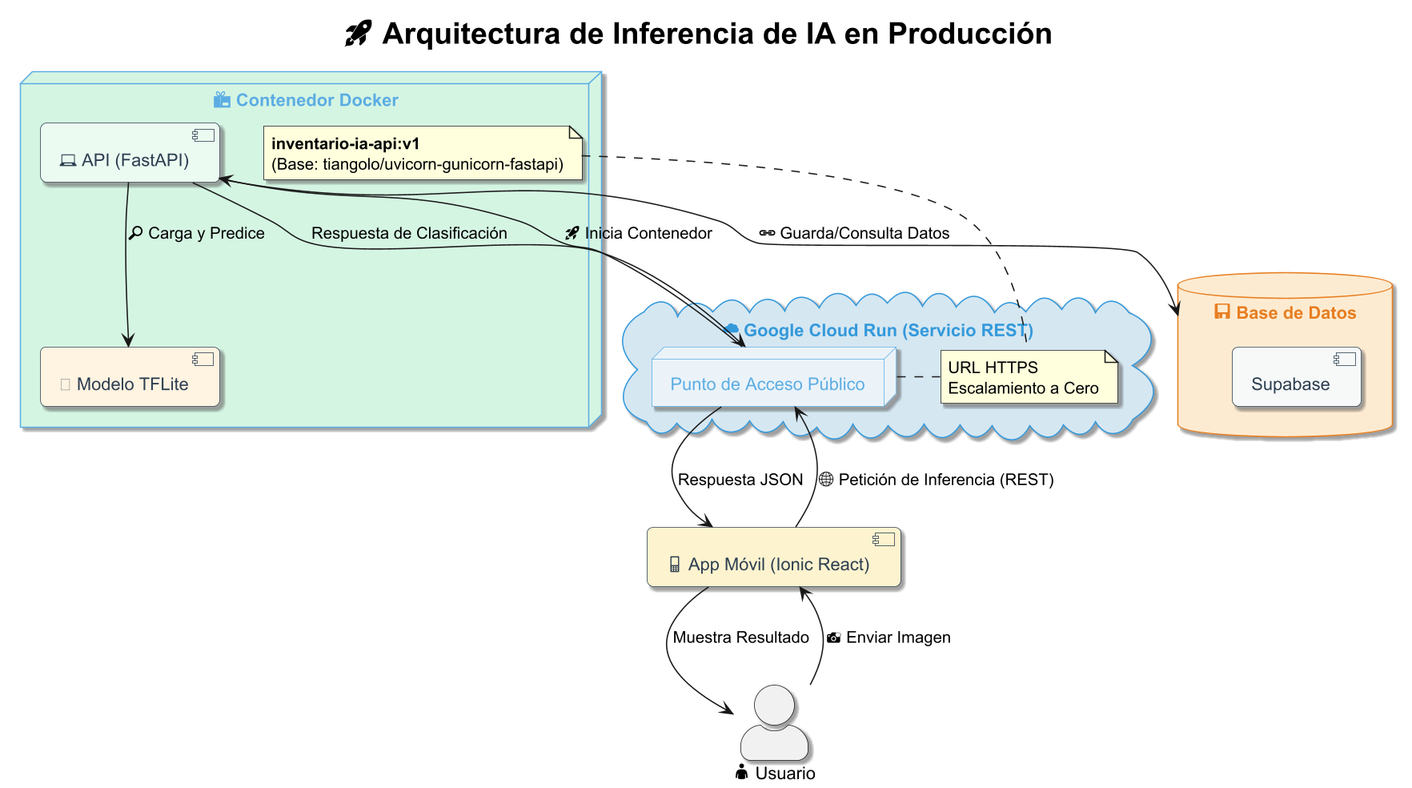 🚀 Arquitectura de Inferencia de IA en Producción
Contenedor Docker
💻 API (FastAPI)
inventario-ia-api:v1
(Base: tiangolo/uvicorn-gunicorn-fastapi)
🔎 Carga y Predice
Respuesta de Clasificación
🚀 Inicia Contenedor
🔗 Guarda/Consulta Datos
💾 Base de Datos
☁ Google Cloud Run (Servicio REST)
URL HTTPS
Escalamiento a Cero
Modelo TFLite
Punto de Acceso Público
Supabase
Respuesta JSON
🌐 Petición de Inferencia (REST)
📱 App Móvil (Ionic React)
Muestra Resultado
📷 Enviar Imagen
Usuario